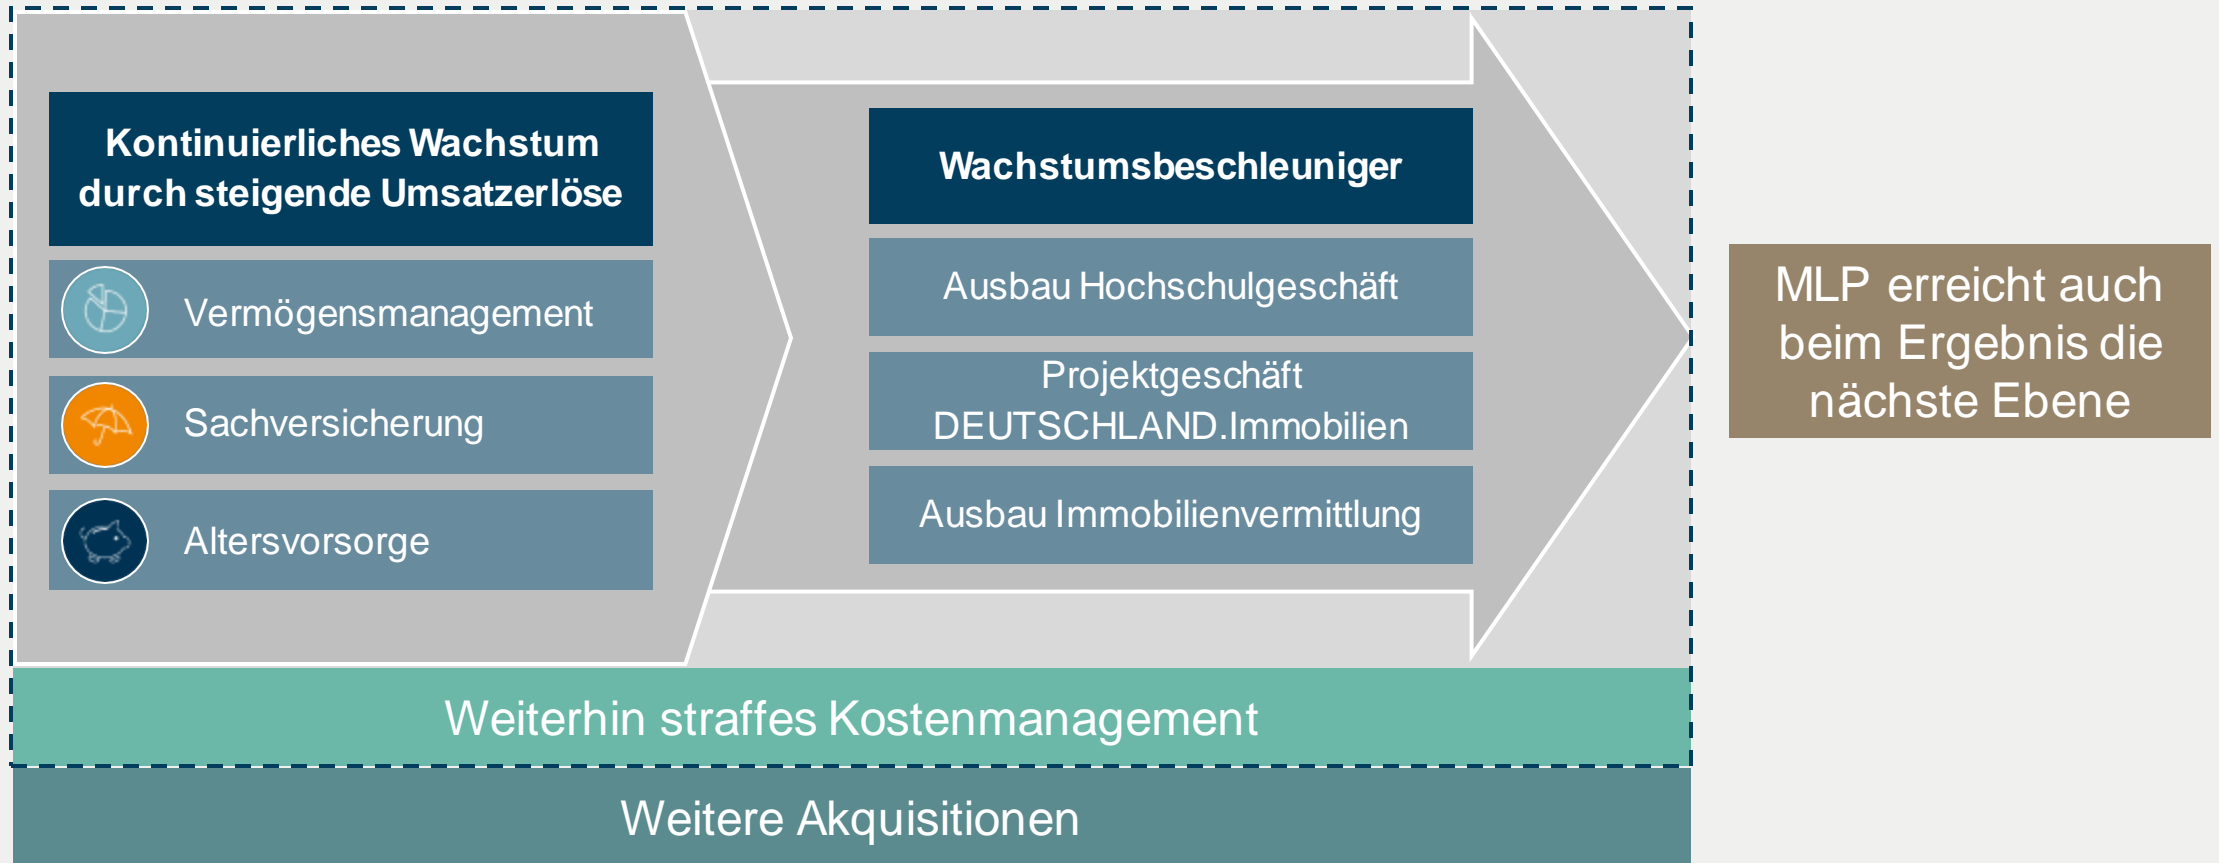 Kontinuierliches Wachstum
durch steigende Umsatzerlöse
Vermögensmanagement
Sachversicherung
Altersvorsorge
Wachstumsbeschleuniger
Ausbau Hochschulgeschäft
Projektgeschäft
DEUTSCHLAND.Immobilien
Ausbau Immobilienvermittlung
MLP erreicht auch
beim Ergebnis die
nächste Ebene
Weiterhin straffes Kostenmanagement
Weitere Akquisitionen